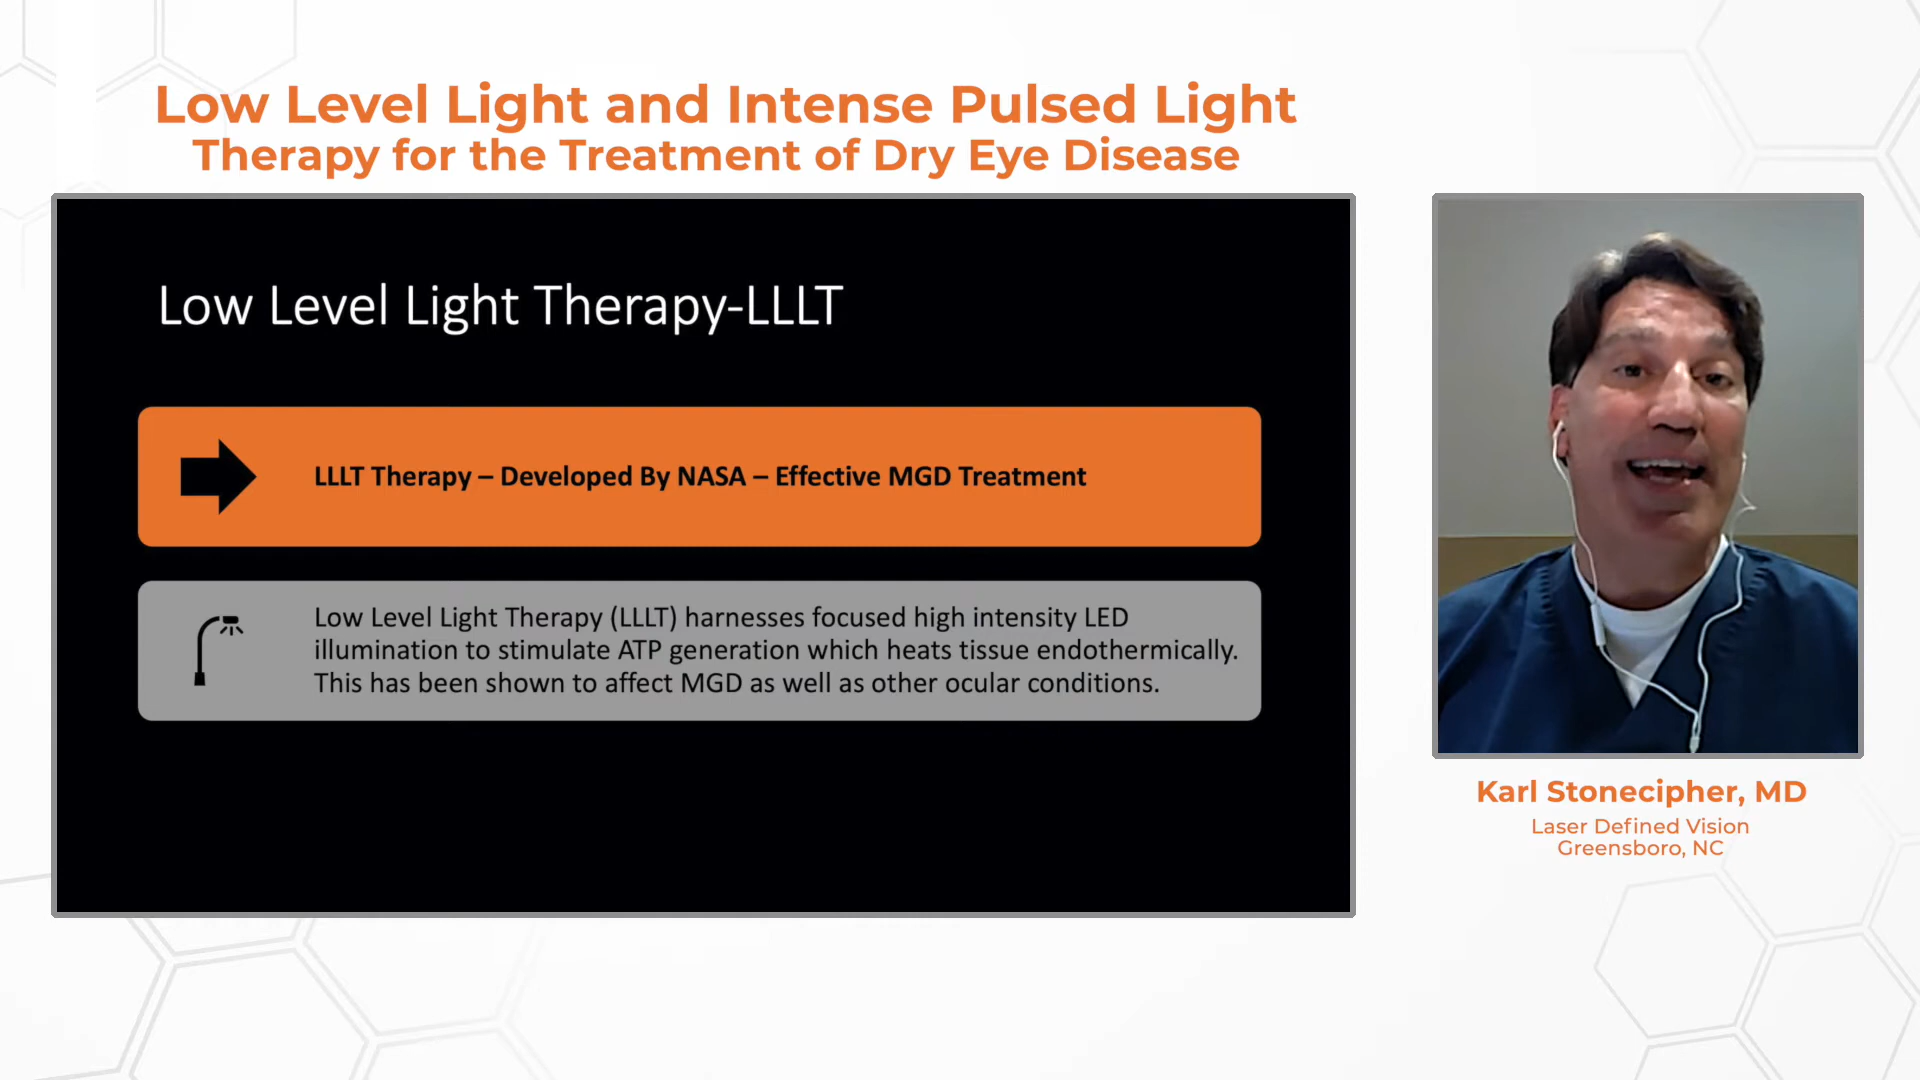 Low Level Light and Intense Pulsed Light
Therapy for the Treatment of Dry Eye Disease
Low Level Light Therapy-LLLT
LLLT Therapy – Developed By NASA – Effective MGD Treatment
Low Level Light Therapy (LLLT) harnesses focused high intensity LED
illumination to stimulate ATP generation which heats tissue endothermically.
This has been shown to affect MGD as well as other ocular conditions.
Karl Stonecipher, MD
Laser Defined Vision
Greensboro, NC